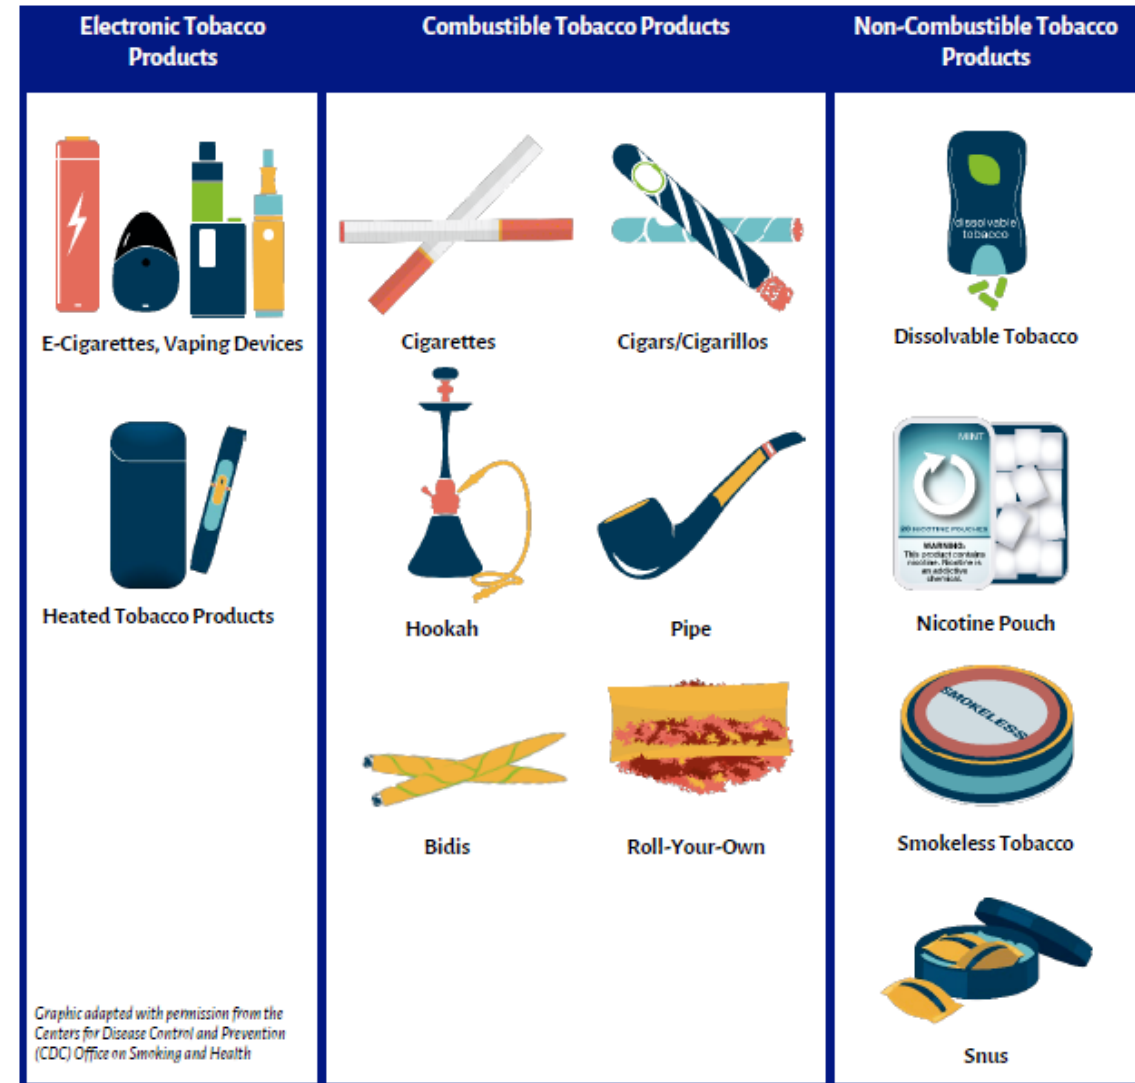 Electronic Tobacco
Products
Combustible Tobacco Products
Non-Combustible Tobacco
Products
E-Cigarettes, Vaping Devices
Heated Tobacco Products
Graphic adapted with permission from the
Centers for Disease Control and Prevention
(CDC) Office on Smoking and Health
Cigarettes
Cigars/Cigarillos
Hookah
Pipe
Bidis
Roll-Your-Own
dissolvable
tobacco
Dissolvable Tobacco
MINT
20 NICOTINE POUCHES
WARNING:
This product contains
nicotine. Nicotine is
an addictive
chemical.
Nicotine Pouch
SMOKELESS
Smokeless Tobacco
Snus